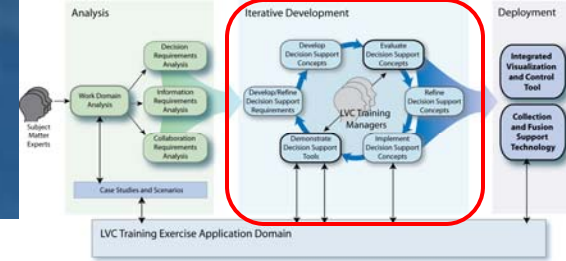 Analysis
Iterative Development
Deployment
Subject
Matter
Experts
Work Domain
Analysis
Decision
Requirements
Analysis
Information
Requirements
Analysis
Collaboration
Requirements
Analysis
Case Studies and Scenarios
Develop
Decision Support
Concepts
Evaluate
Decision Support
Concepts
Develop/Refine
Decision Support
Requirements
Refine
Decision Support
Concepts
LVC Training
Managers
Demonstrate
Decision Support
Tools
Implement
Decision Support
Concepts
Integrated
Visualization
and Control
Tool
Collection
and Fusion
Support
Technology
LVC Training Exercise Application Domain